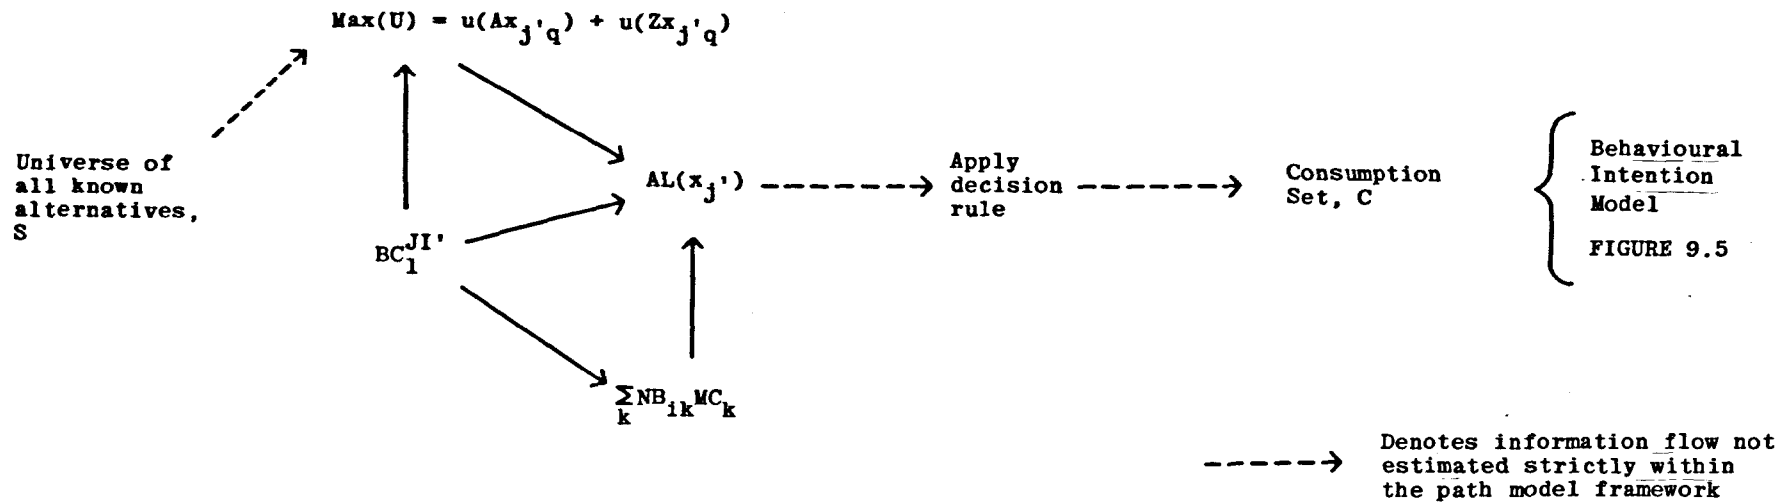 Max(U) = u(Ax_j'q) + u(Zx_j'q)
Universe of
all known
alternatives,
S
BC_1^JI'
AL(x_j')
Σ_k NB_ik MC_k
Apply
decision
rule
Consumption
Set, C
Behavioural
Intention
Model
FIGURE 9.5
Denotes information flow not
estimated strictly within
the path model framework